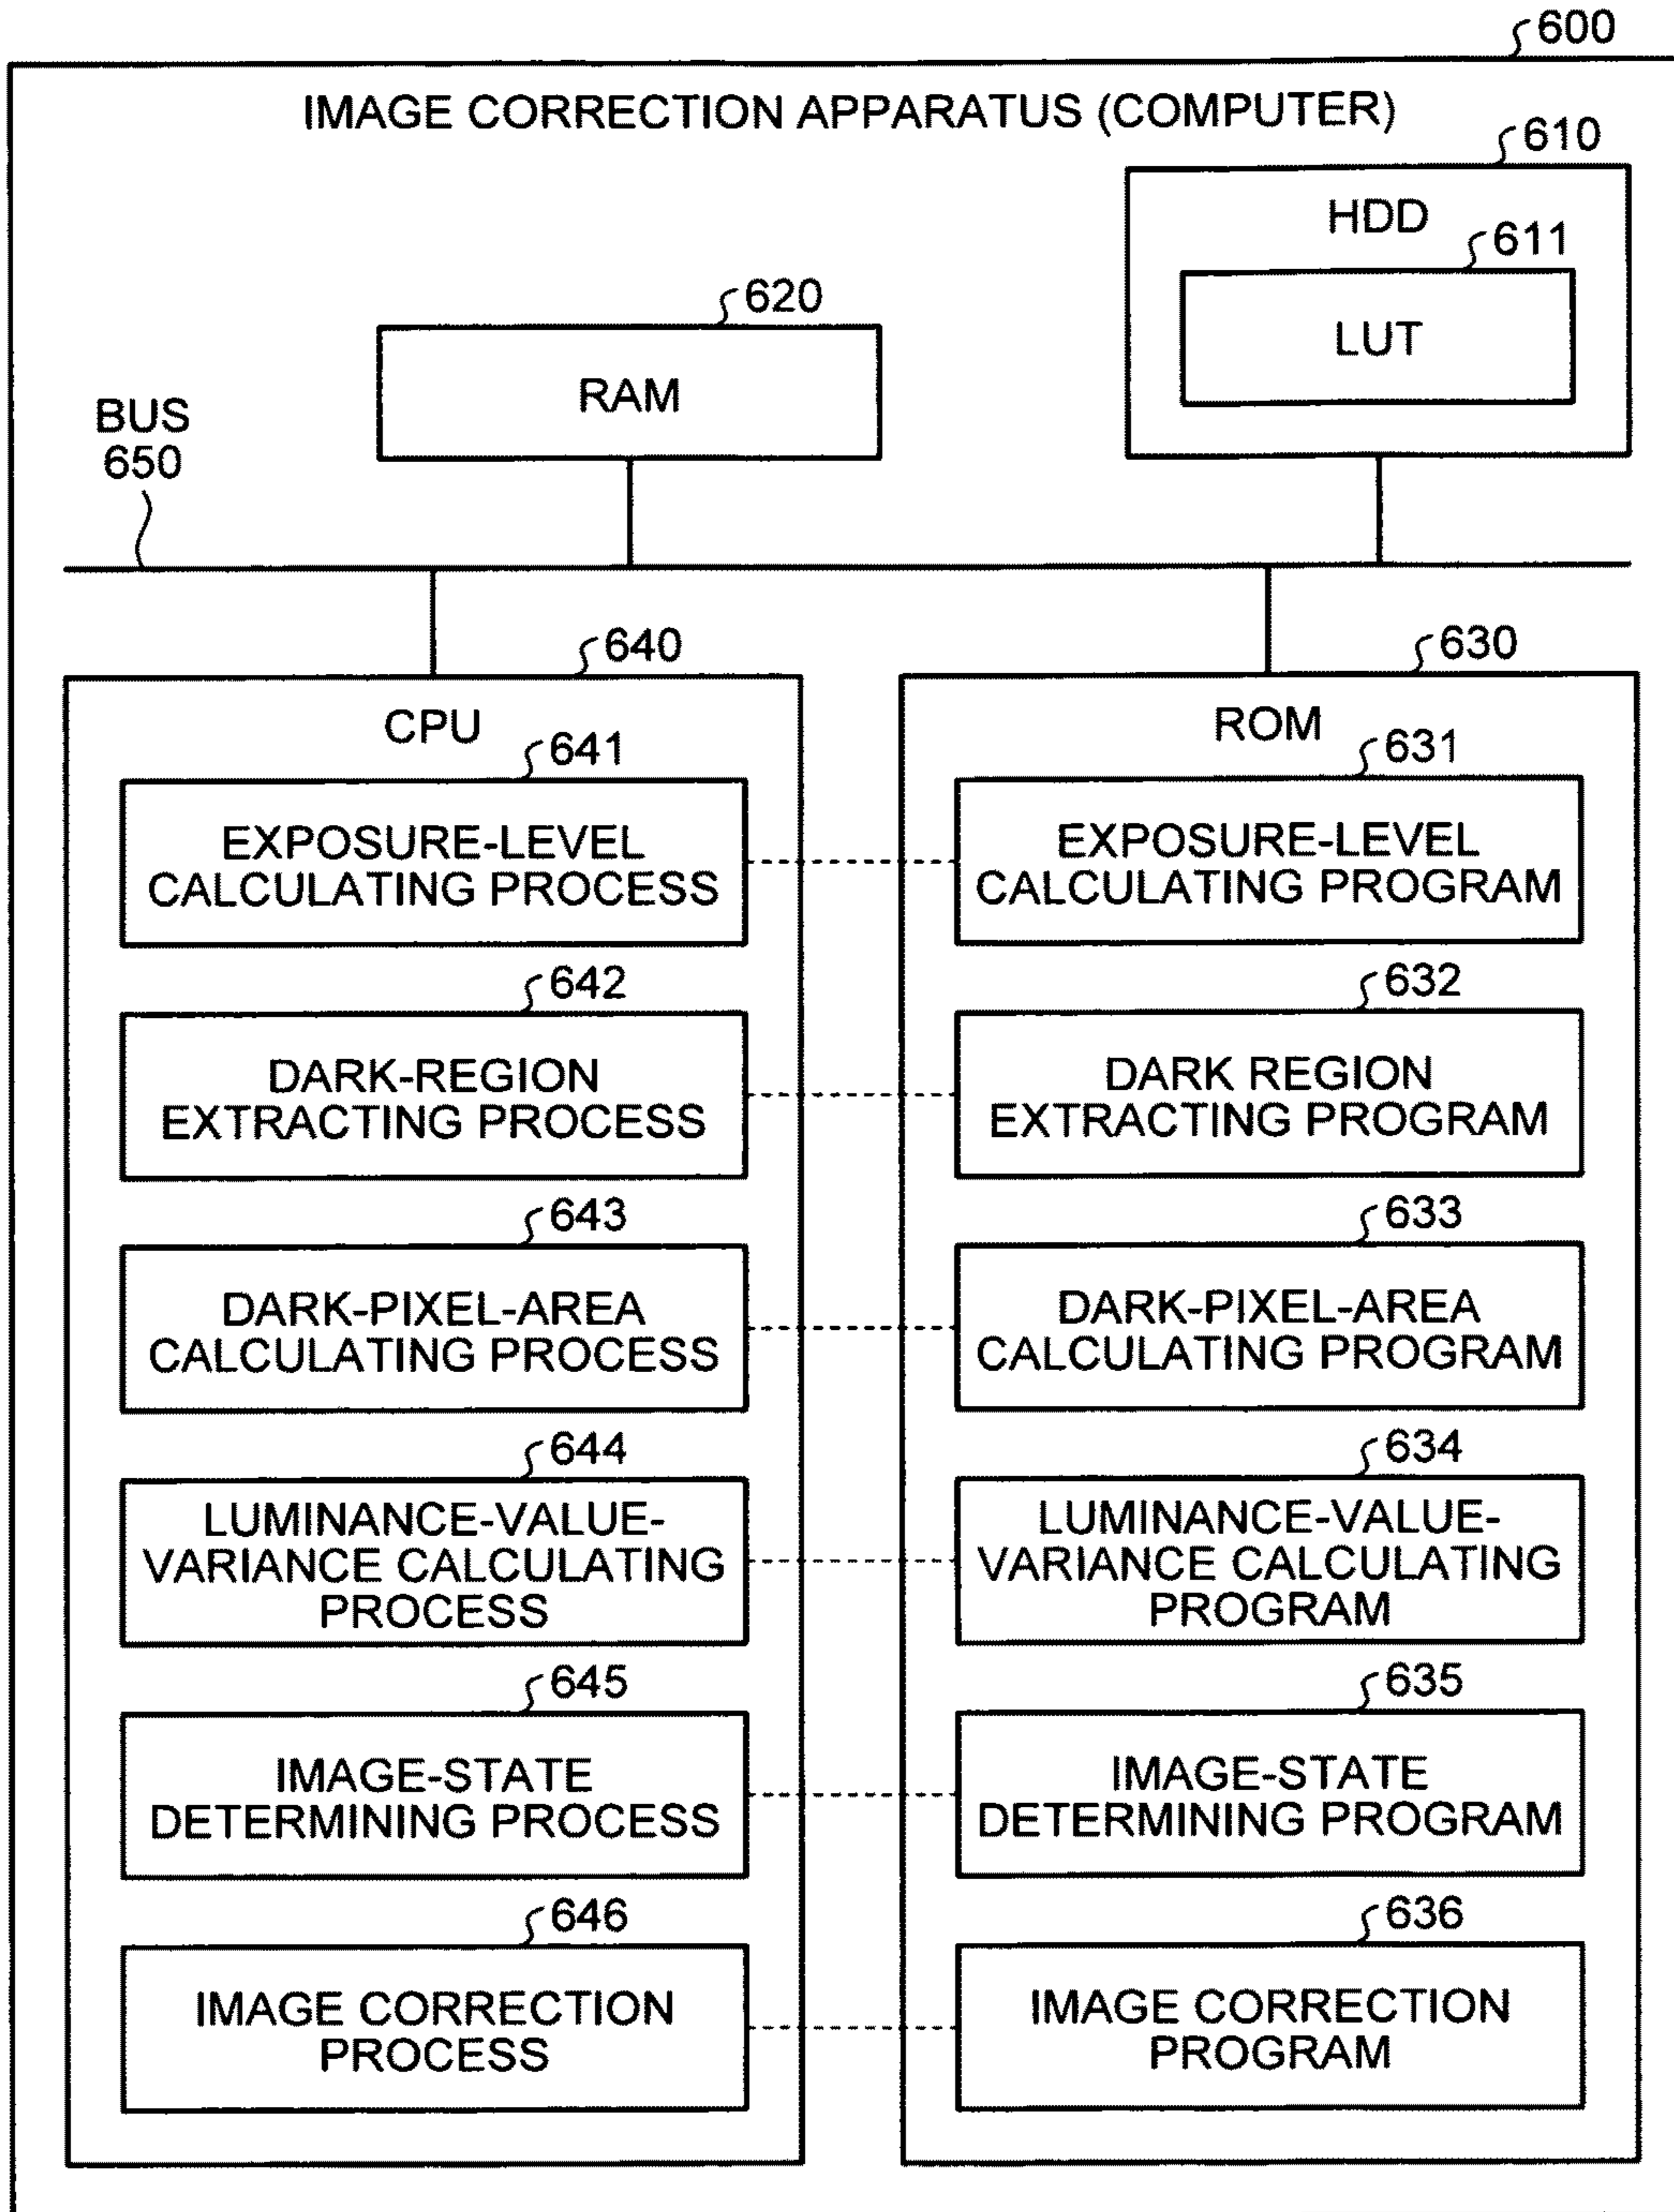 600
IMAGE CORRECTION APPARATUS (COMPUTER)
610
HDD
611
LUT
620
RAM
BUS
650
640
CPU
641
EXPOSURE-LEVEL
CALCULATING PROCESS
642
DARK-REGION
EXTRACTING PROCESS
643
DARK-PIXEL-AREA
CALCULATING PROCESS
644
LUMINANCE-VALUE-
VARIANCE CALCULATING
PROCESS
645
IMAGE-STATE
DETERMINING PROCESS
646
IMAGE CORRECTION
PROCESS
630
ROM
631
EXPOSURE-LEVEL
CALCULATING PROGRAM
632
DARK REGION
EXTRACTING PROGRAM
633
DARK-PIXEL-AREA
CALCULATING PROGRAM
634
LUMINANCE-VALUE-
VARIANCE CALCULATING
PROGRAM
635
IMAGE-STATE
DETERMINING PROGRAM
636
IMAGE CORRECTION
PROGRAM